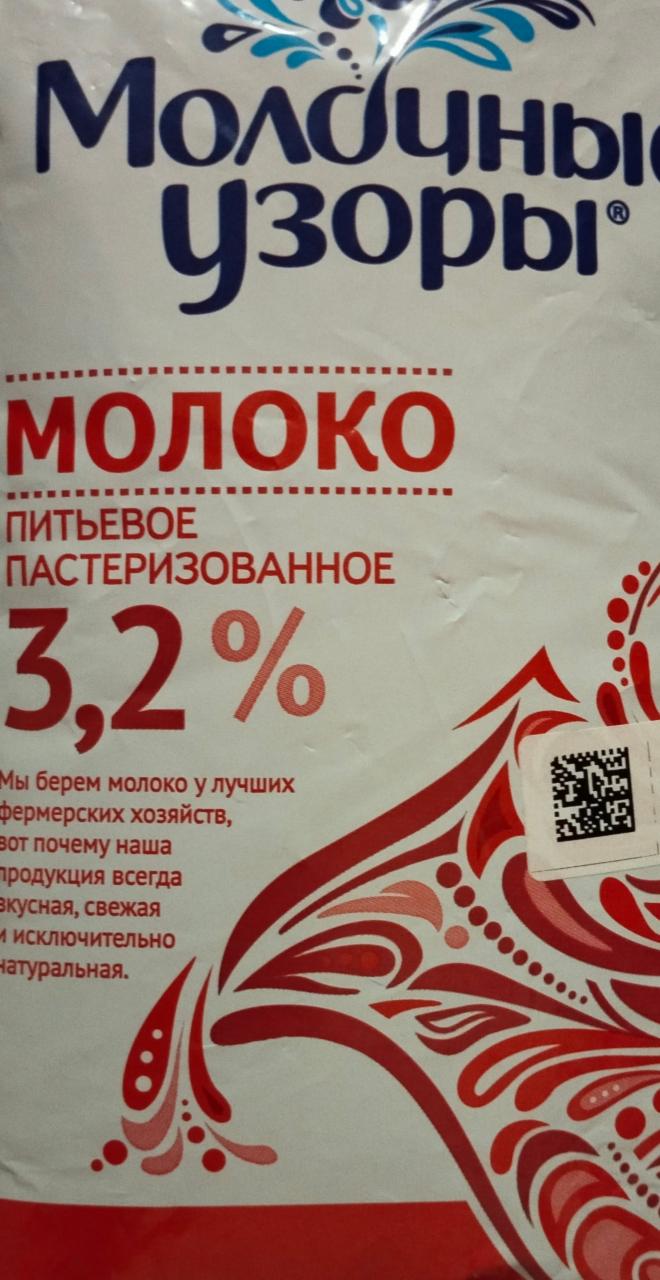 Молочные
узоры®
МОЛОКО
ПИТЬЕВОЕ
ПАСТЕРИЗОВАННОЕ
3,2%
Мы берем молоко у лучших
фермерских хозяйств,
вот почему наша
продукция всегда
вкусная, свежая
и исключительно
натуральная.